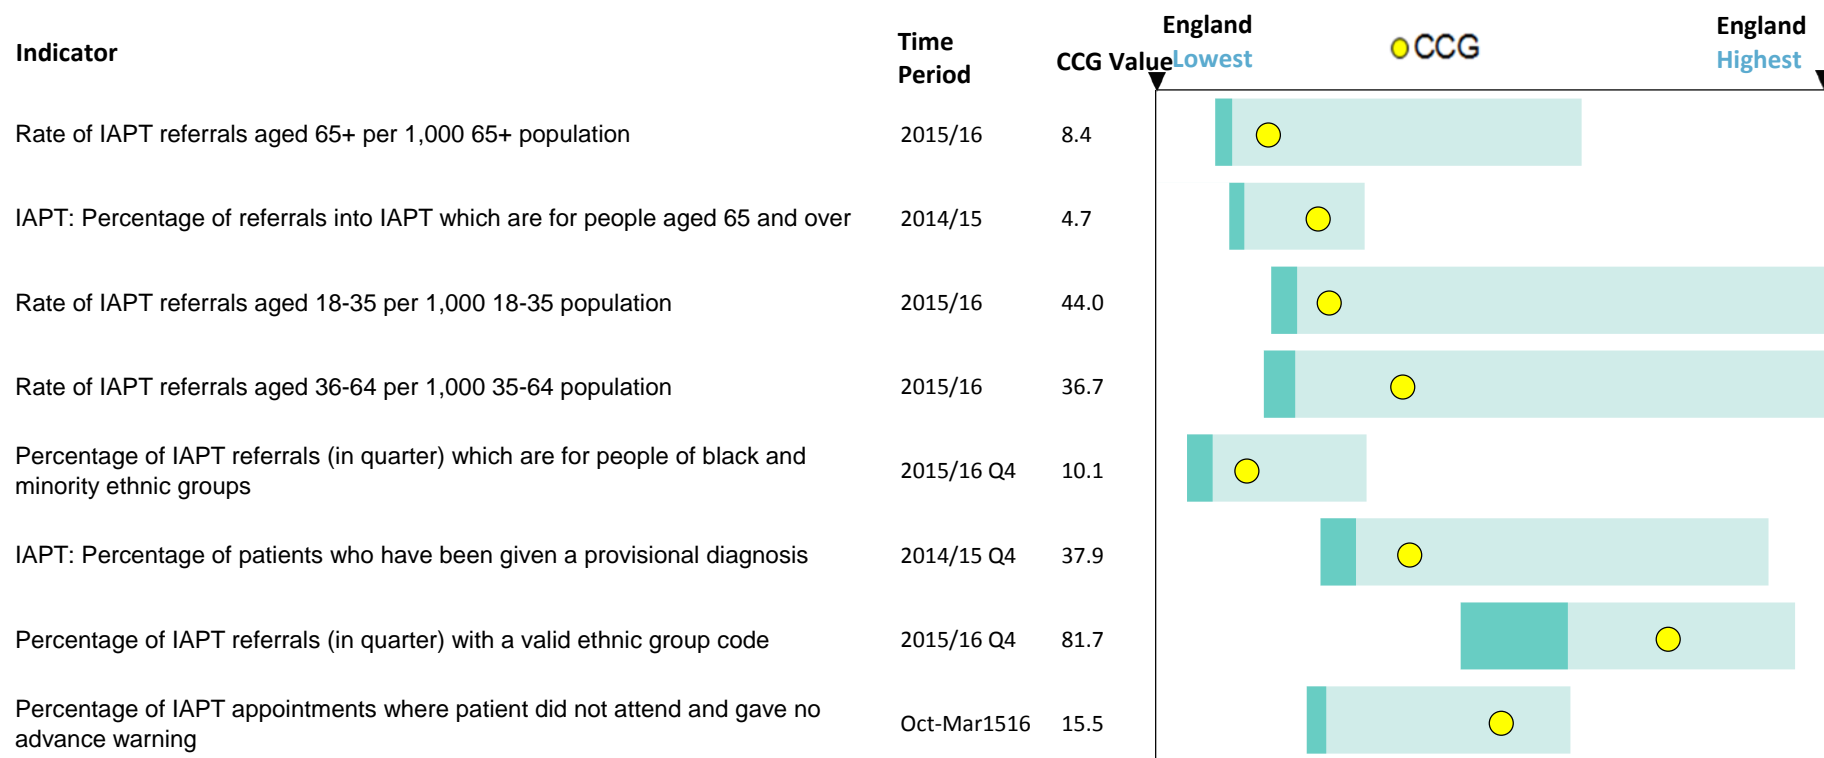 Indicator
Time
Period
CCG Value
England
Lowest
CCG
England
Highest
Rate of IAPT referrals aged 65+ per 1,000 65+ population 2015/16 8.4
IAPT: Percentage of referrals into IAPT which are for people aged 65 and over 2014/15 4.7
Rate of IAPT referrals aged 18-35 per 1,000 18-35 population 2015/16 44.0
Rate of IAPT referrals aged 36-64 per 1,000 35-64 population 2015/16 36.7
Percentage of IAPT referrals (in quarter) which are for people of black and
minority ethnic groups
2015/16 Q4 10.1
IAPT: Percentage of patients who have been given a provisional diagnosis 2014/15 Q4 37.9
Percentage of IAPT referrals (in quarter) with a valid ethnic group code 2015/16 Q4 81.7
Percentage of IAPT appointments where patient did not attend and gave no
advance warning
Oct-Mar1516 15.5